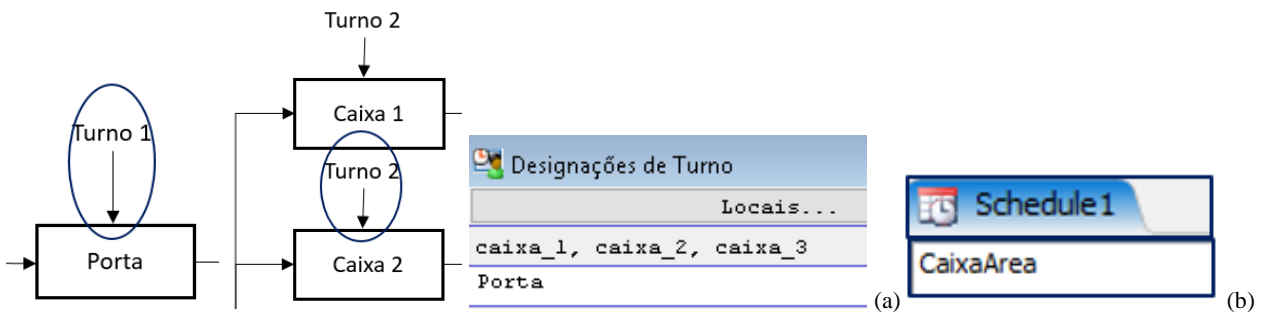 Turno 2
Caixa 1
Turno 1
Turno 2
Porta
Caixa 2
Designações de Turno
Locais...
caixa_1, caixa_2, caixa_3
Porta
(a)
Schedule1
CaixaArea
(b)